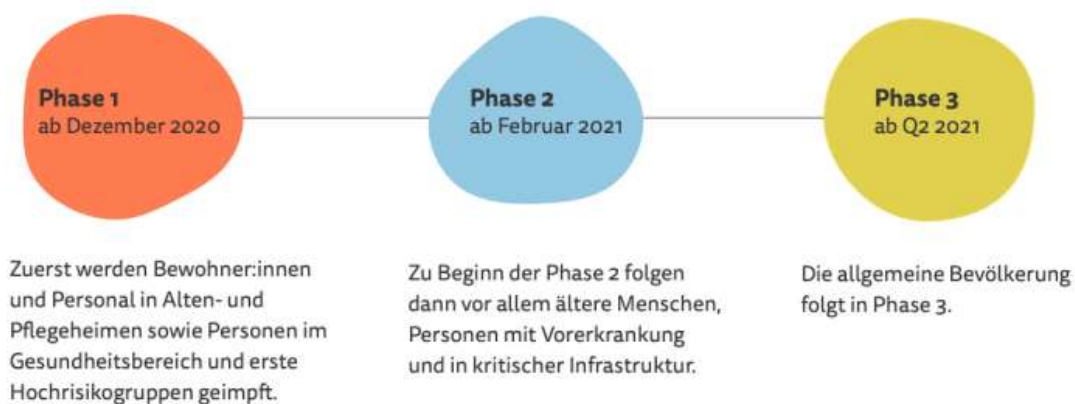 Phase 1
ab Dezember 2020
Phase 2
ab Februar 2021
Phase 3
ab Q2 2021
Zuerst werden Bewohner:innen
und Personal in Alten- und
Pflegeheimen sowie Personen im
Gesundheitsbereich und erste
Hochrisikogruppen geimpft.
Zu Beginn der Phase 2 folgen
dann vor allem ältere Menschen,
Personen mit Vorerkrankung
und in kritischer Infrastruktur.
Die allgemeine Bevölkerung
folgt in Phase 3.